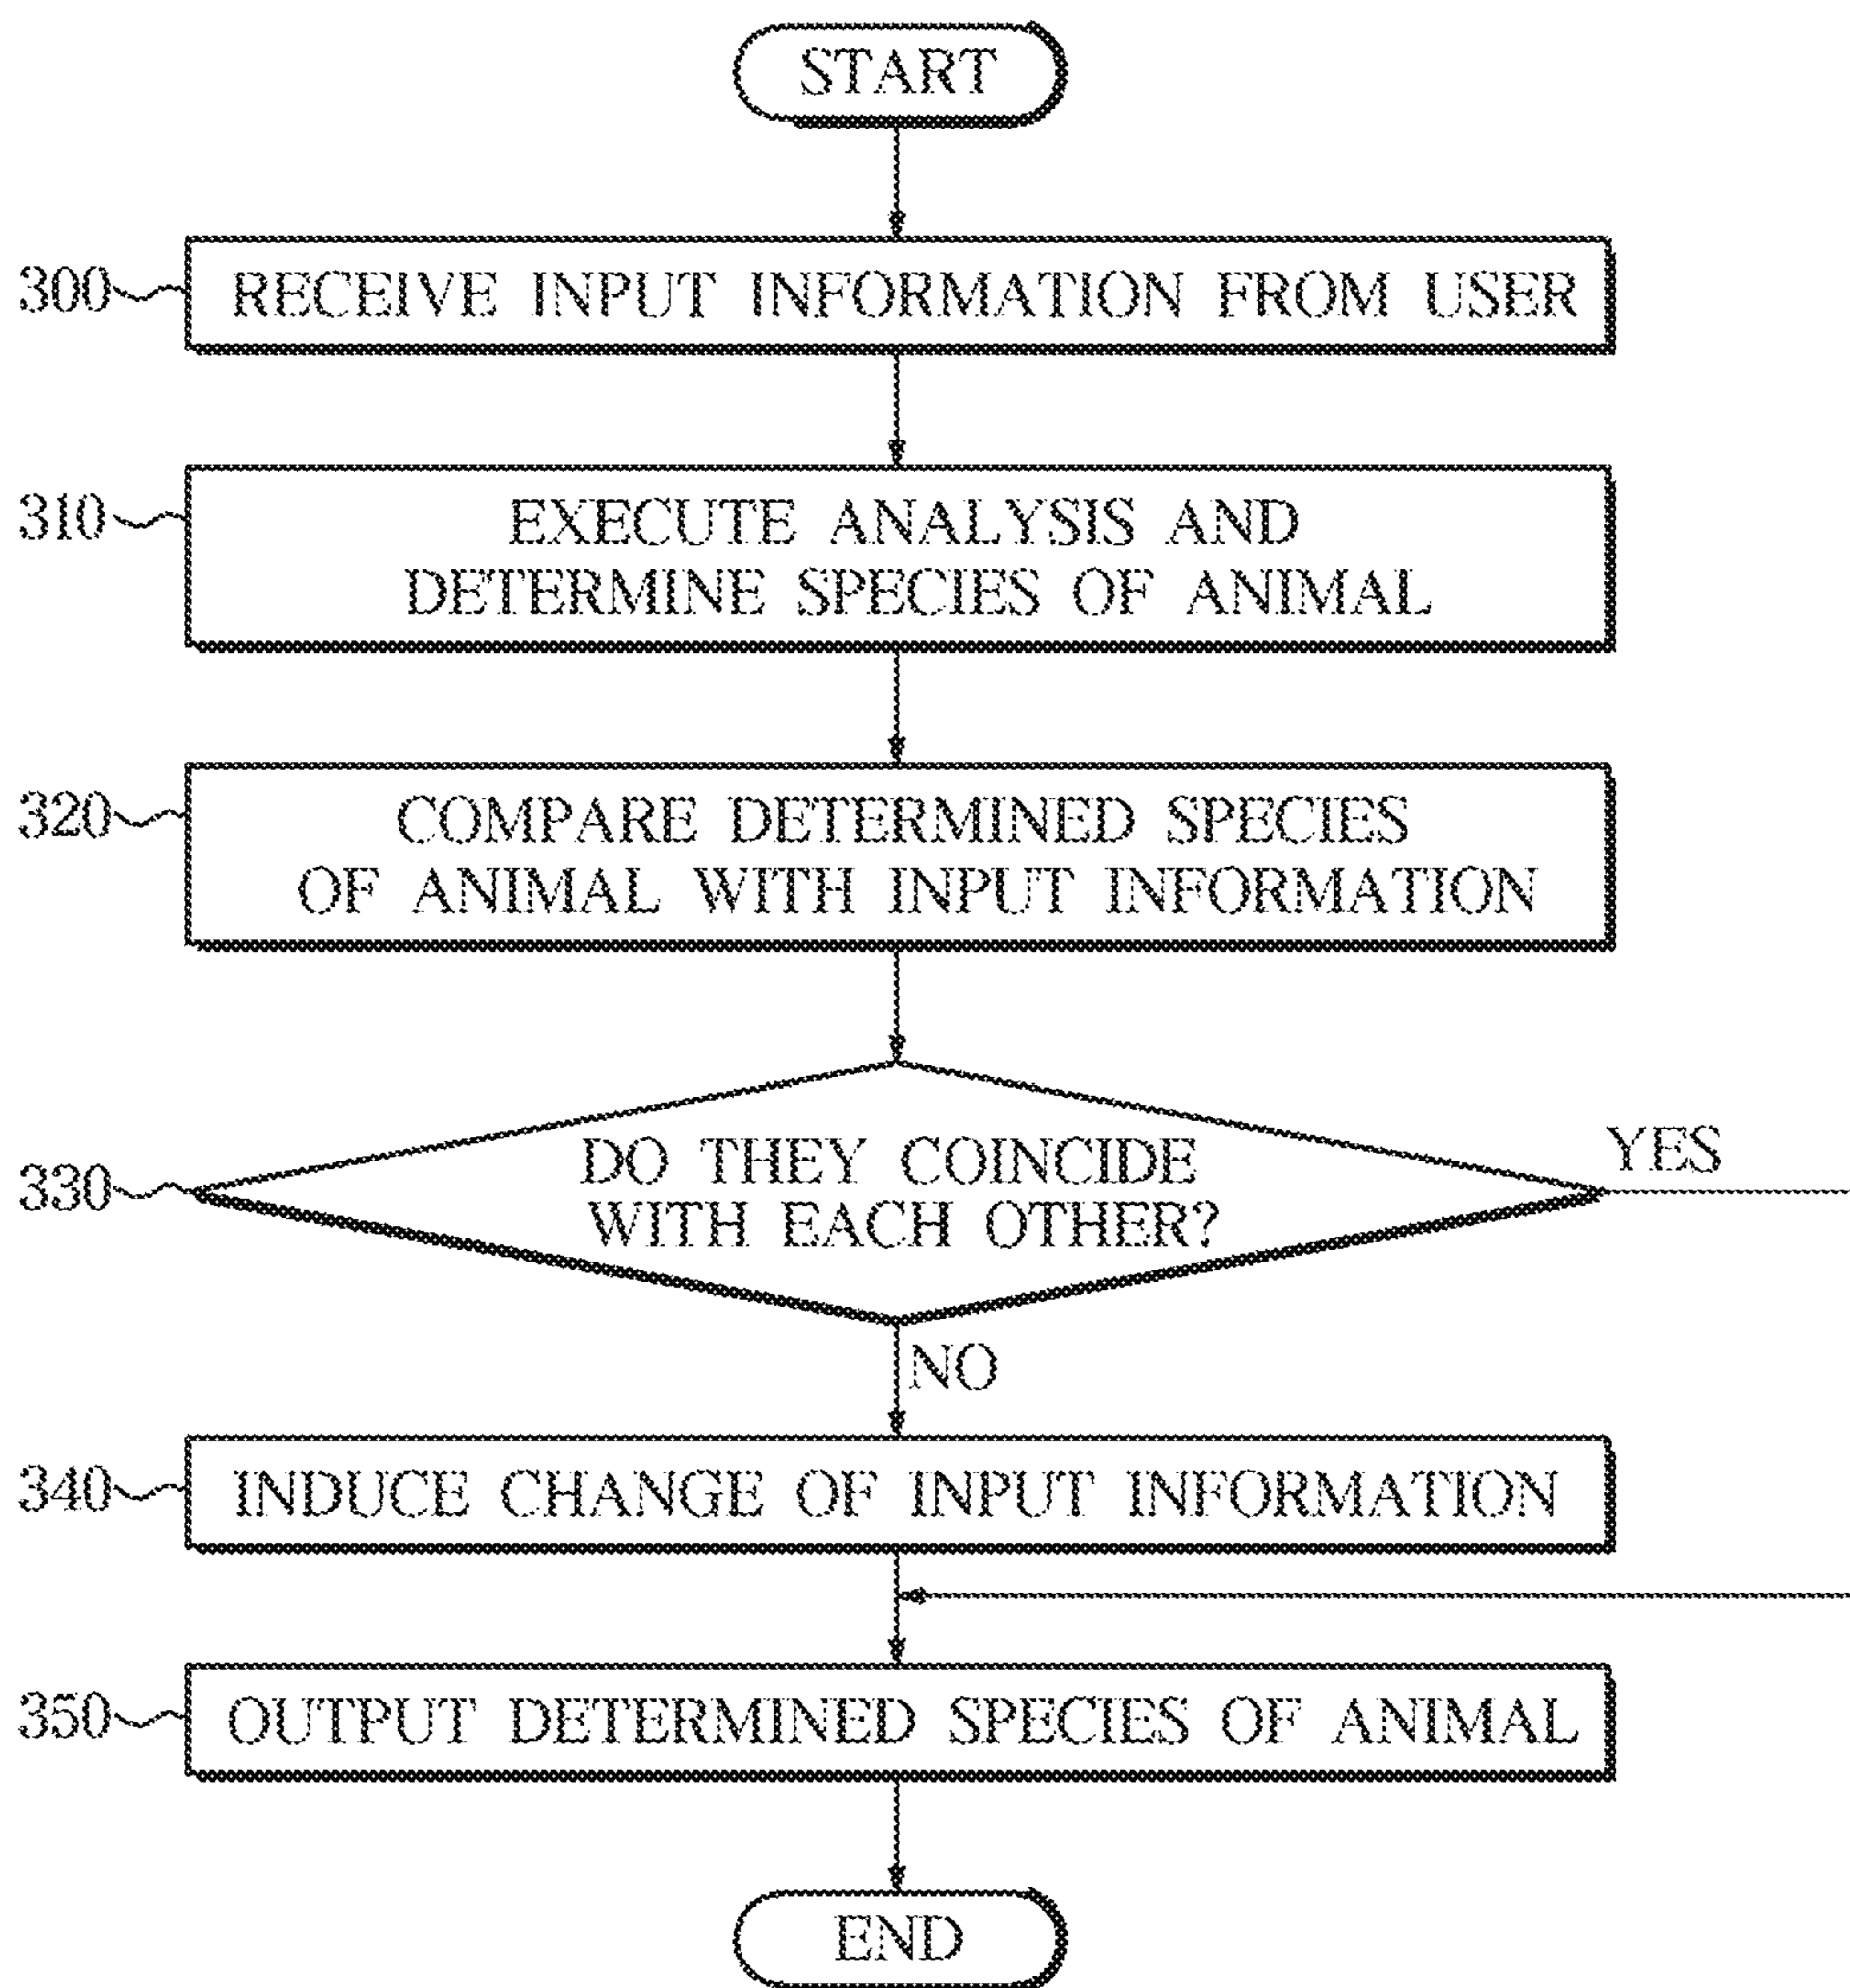 START
300
RECEIVE INPUT INFORMATION FROM USER
310
EXECUTE ANALYSIS AND
DETERMINE SPECIES OF ANIMAL
320
COMPARE DETERMINED SPECIES
OF ANIMAL WITH INPUT INFORMATION
330
DO THEY COINCIDE
WITH EACH OTHER?
YES
NO
340
INDUCE CHANGE OF INPUT INFORMATION
350
OUTPUT DETERMINED SPECIES OF ANIMAL
END